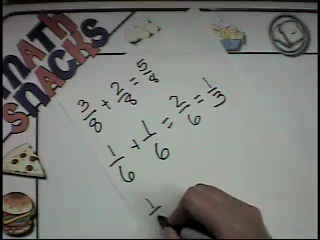 MATH
SNACKS
3/8 + 2/8 = 5/8
1/6 + 1/6 = 2/6 = 1/3
1